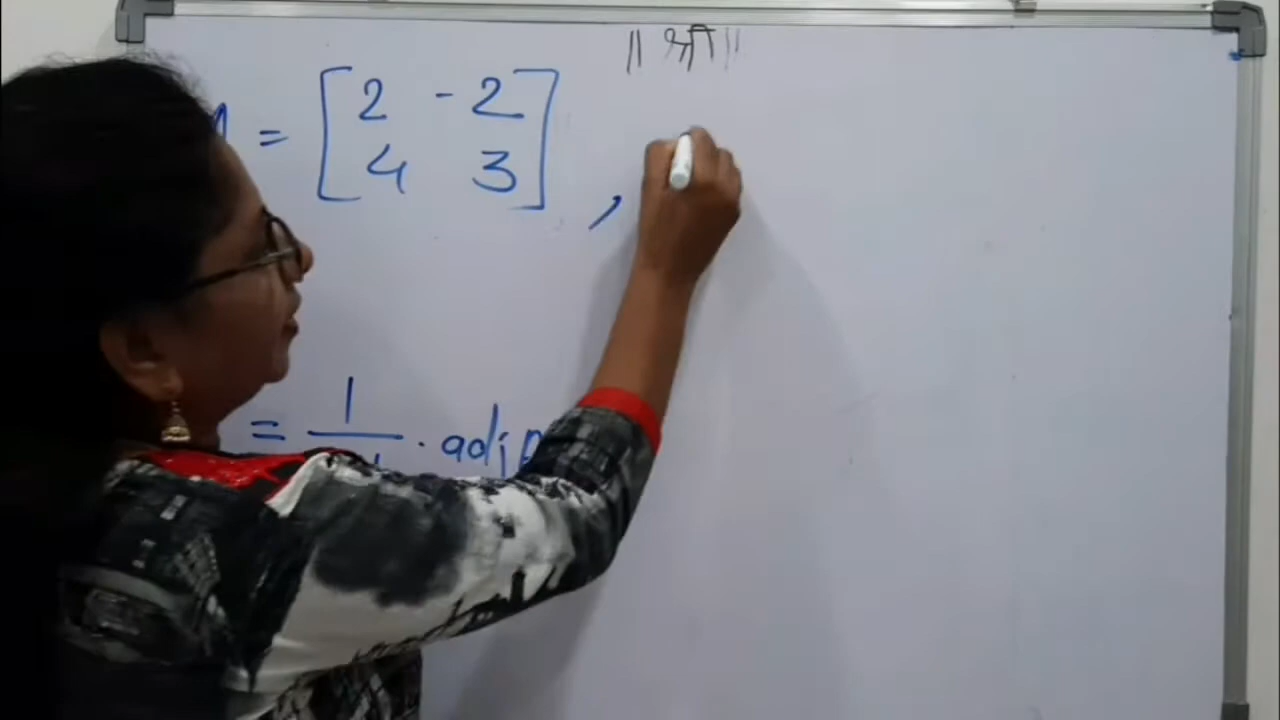 || श्री ||
= [ 2 -2
4 3 ] ,
= 1
. adj